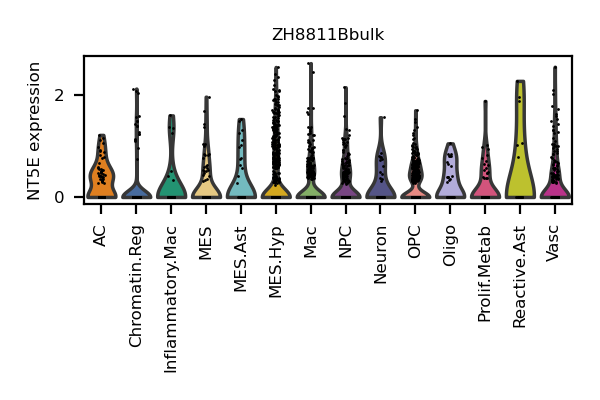 ZH8811Bbulk
NT5E expression
2
0
AC
Chromatin.Reg
Inflammatory.Mac
MES
MES.Ast
MES.Hyp
Mac
NPC
Neuron
OPC
Oligo
Prolif.Metab
Reactive.Ast
Vasc